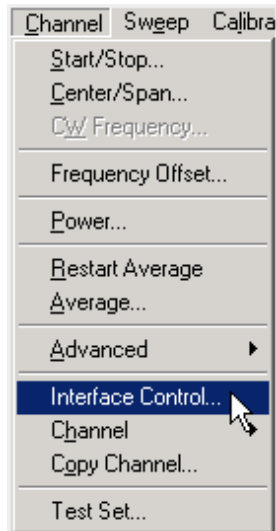 Channel Sweep Calibra
Start/Stop...
Center/Span...
CW Frequency...
Frequency Offset...
Power...
Restart Average
Average...
Advanced
Interface Control...
Channel
Copy Channel...
Test Set...